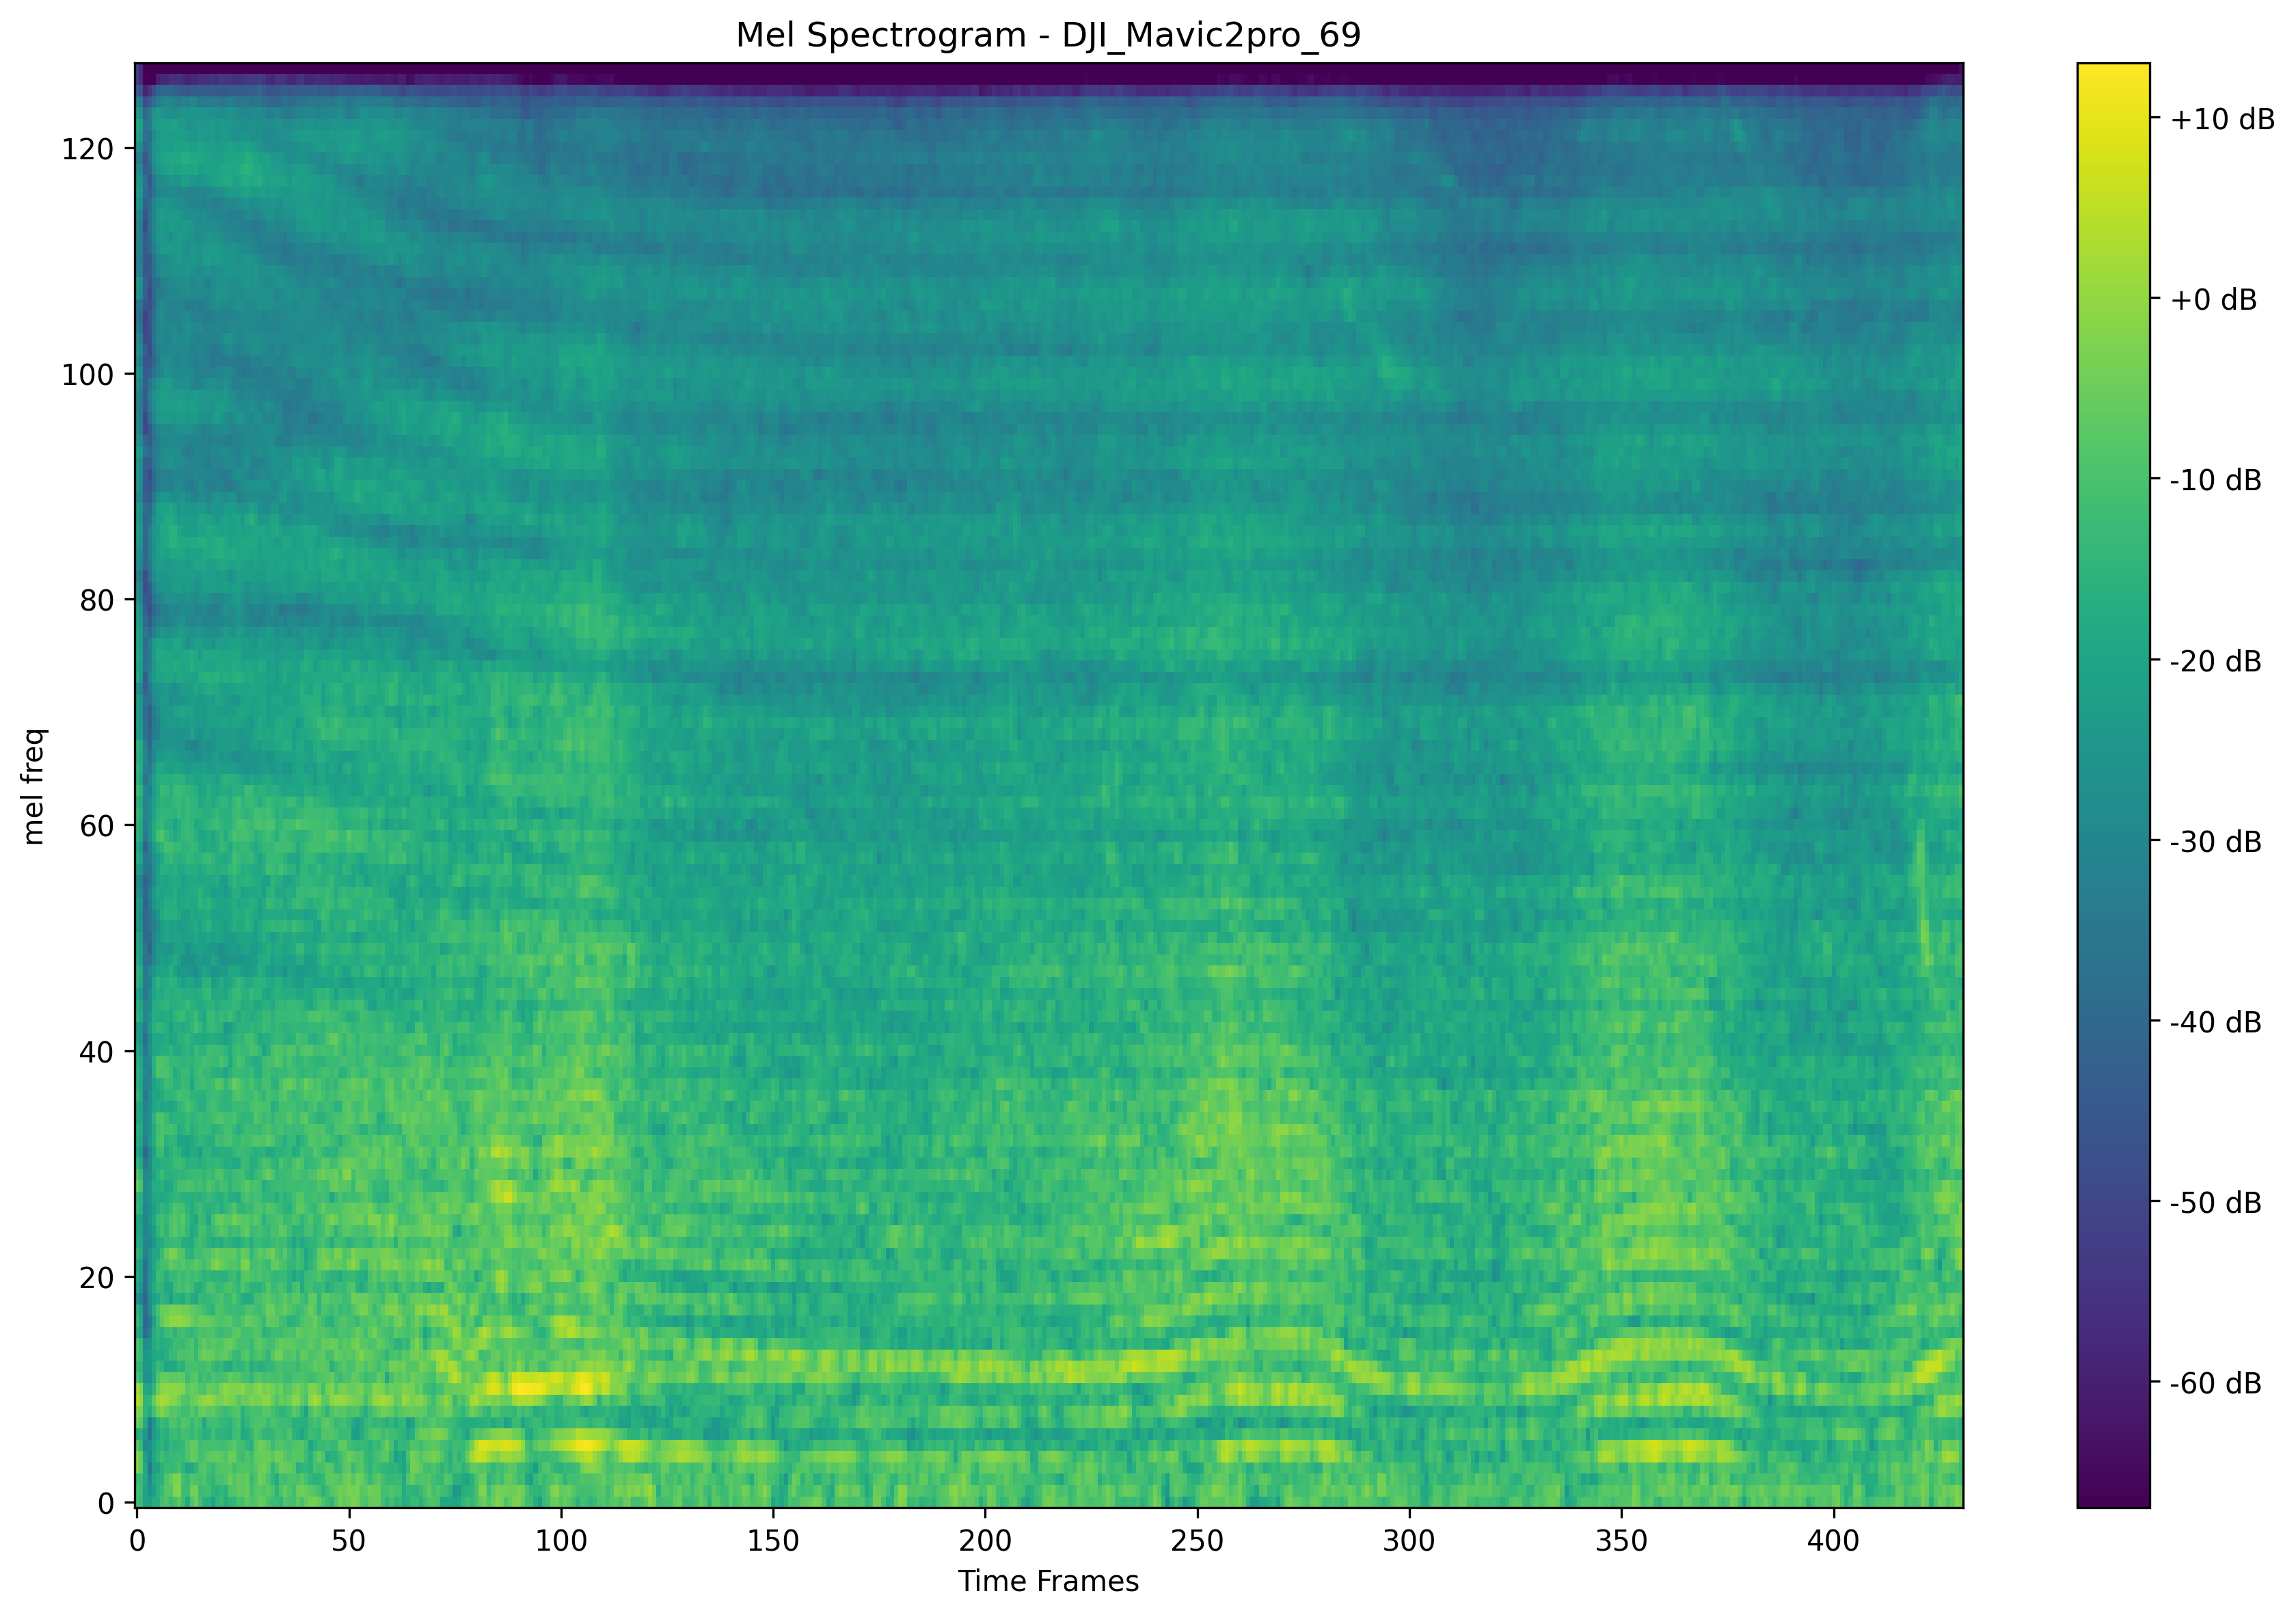 Mel Spectrogram - DJI_Mavic2pro_69
mel freq
120
100
80
60
40
20
0
0 50 100 150 200 250 300 350 400
Time Frames
+10 dB
+0 dB
-10 dB
-20 dB
-30 dB
-40 dB
-50 dB
-60 dB